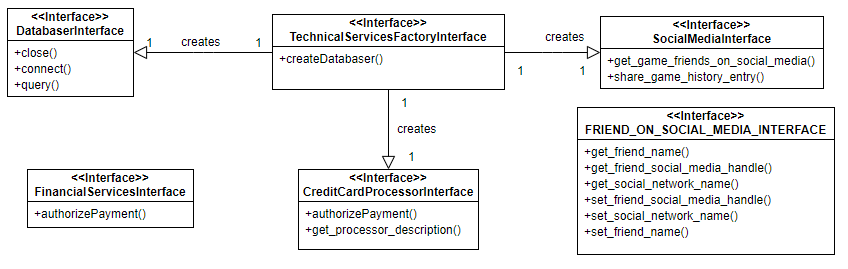 <<Interface>>
DatabaserInterface
+close()
+connect()
+query()
1
creates
1
<<Interface>>
TechnicalServicesFactoryInterface
+createDatabaser()
creates
1
1
<<Interface>>
SocialMediaInterface
+get_game_friends_on_social_media()
+share_game_history_entry()
1
creates
1
<<Interface>>
FRIEND_ON_SOCIAL_MEDIA_INTERFACE
+get_friend_name()
+get_friend_social_media_handle()
+get_social_network_name()
+set_friend_social_media_handle()
+set_social_network_name()
+set_friend_name()
<<Interface>>
FinancialServicesInterface
+authorizePayment()
<<Interface>>
CreditCardProcessorInterface
+authorizePayment()
+get_processor_description()